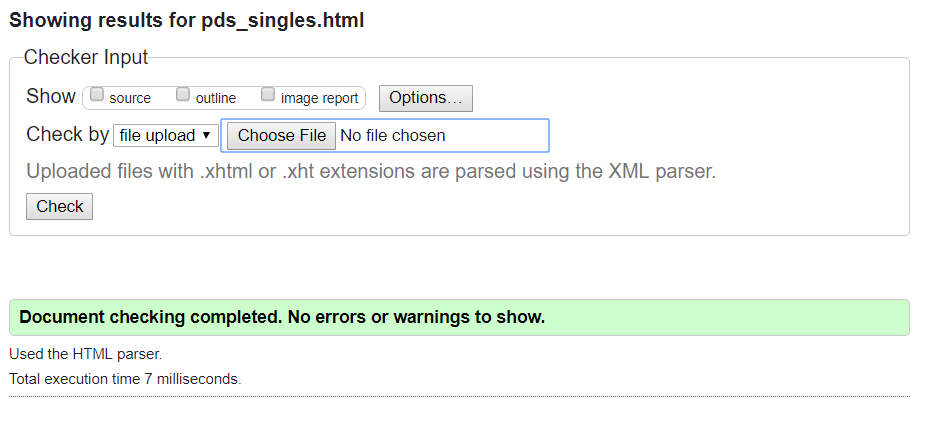 Showing results for pds_singles.html
Checker Input
Show source outline image report Options...
Check by file upload Choose File No file chosen
Uploaded files with .xhtml or .xht extensions are parsed using the XML parser.
Check
Document checking completed. No errors or warnings to show.
Used the HTML parser.
Total execution time 7 milliseconds.